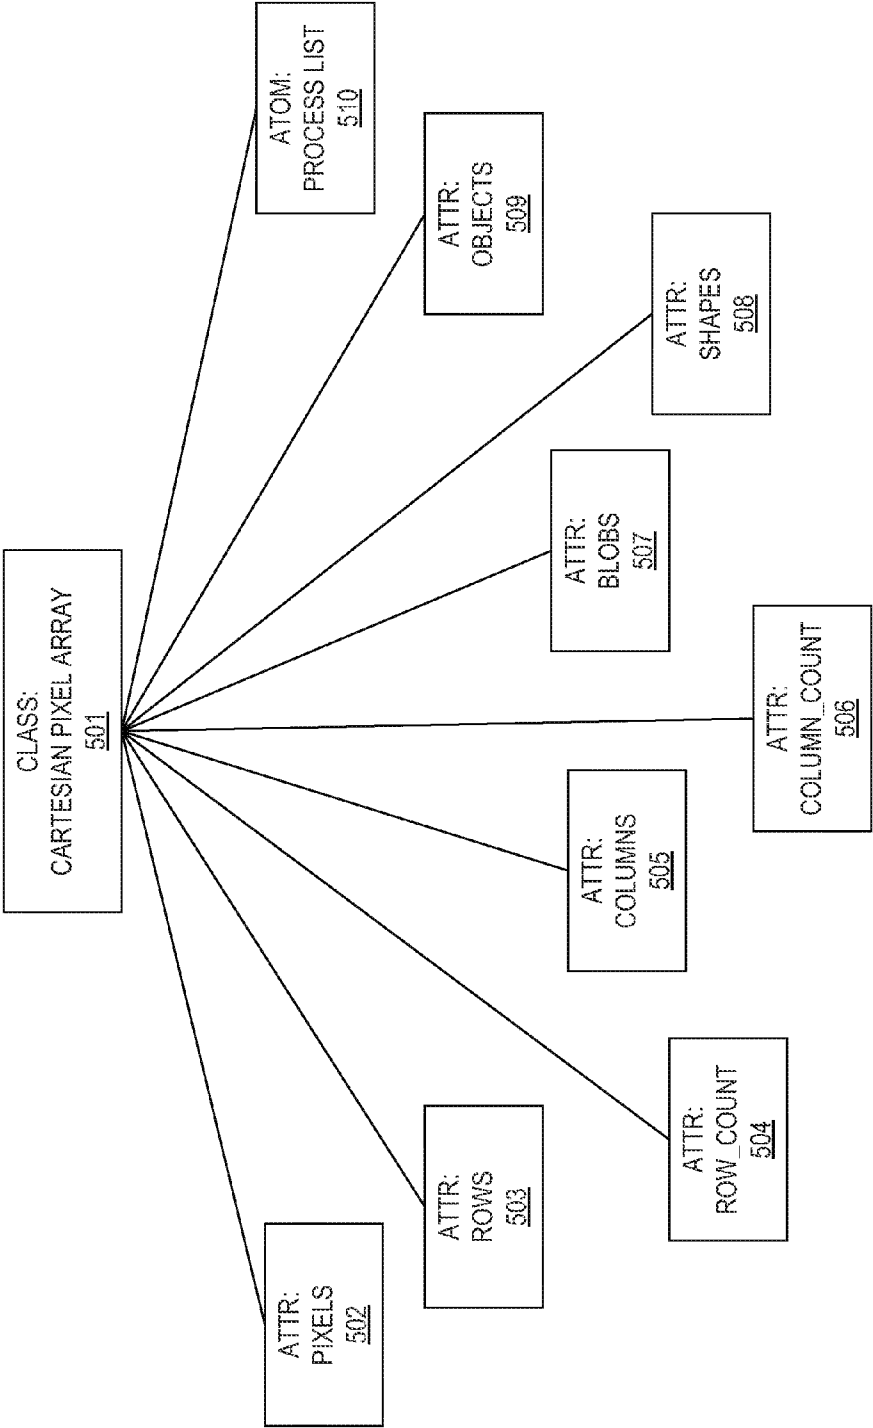 CLASS:
CARTESIAN PIXEL ARRAY
501
ATTR:
PIXELS
502
ATTR:
ROWS
503
ATTR:
ROW_COUNT
504
ATTR:
COLUMNS
505
ATTR:
COLUMN_COUNT
506
ATTR:
BLOBS
507
ATTR:
SHAPES
508
ATTR:
OBJECTS
509
ATOM:
PROCESS LIST
510